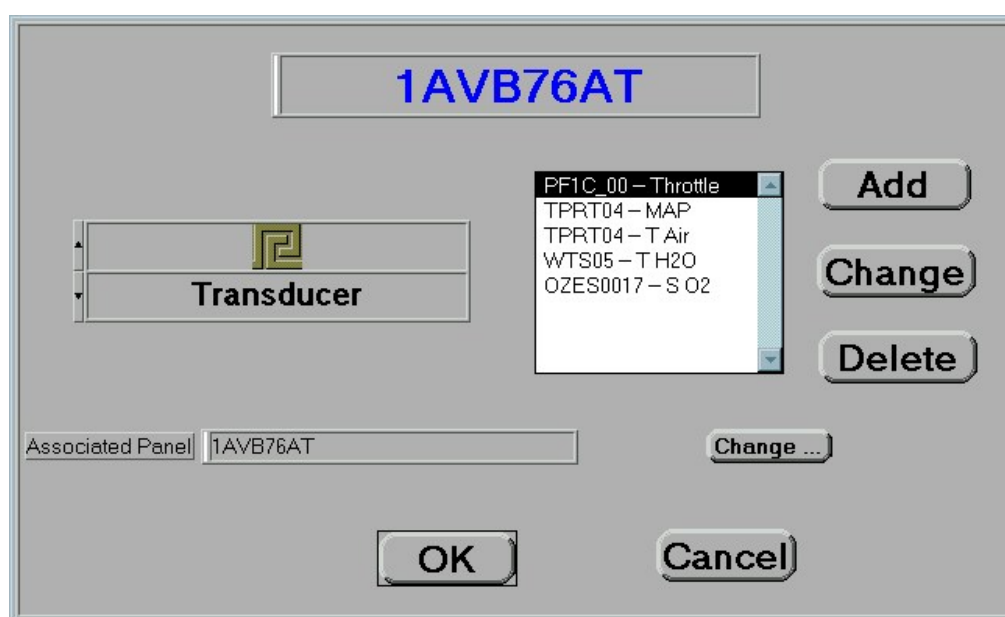 1AVB76AT
PF1C_00 – Throttle
TPRT04 – MAP
TPRT04 – T Air
WTS05 – T H2O
OZES0017 – S O2
Add
Change
Delete
Transducer
Associated Panel
1AVB76AT
Change ...
OK
Cancel